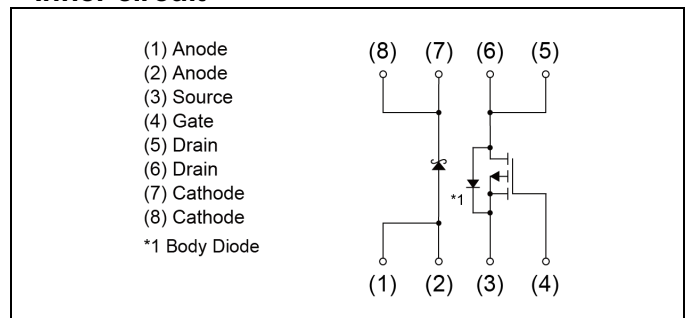 Inner circuit
(1) Anode
(2) Anode
(3) Source
(4) Gate
(5) Drain
(6) Drain
(7) Cathode
(8) Cathode
*1 Body Diode
(8) (7) (6) (5)
*1
(1) (2) (3) (4)